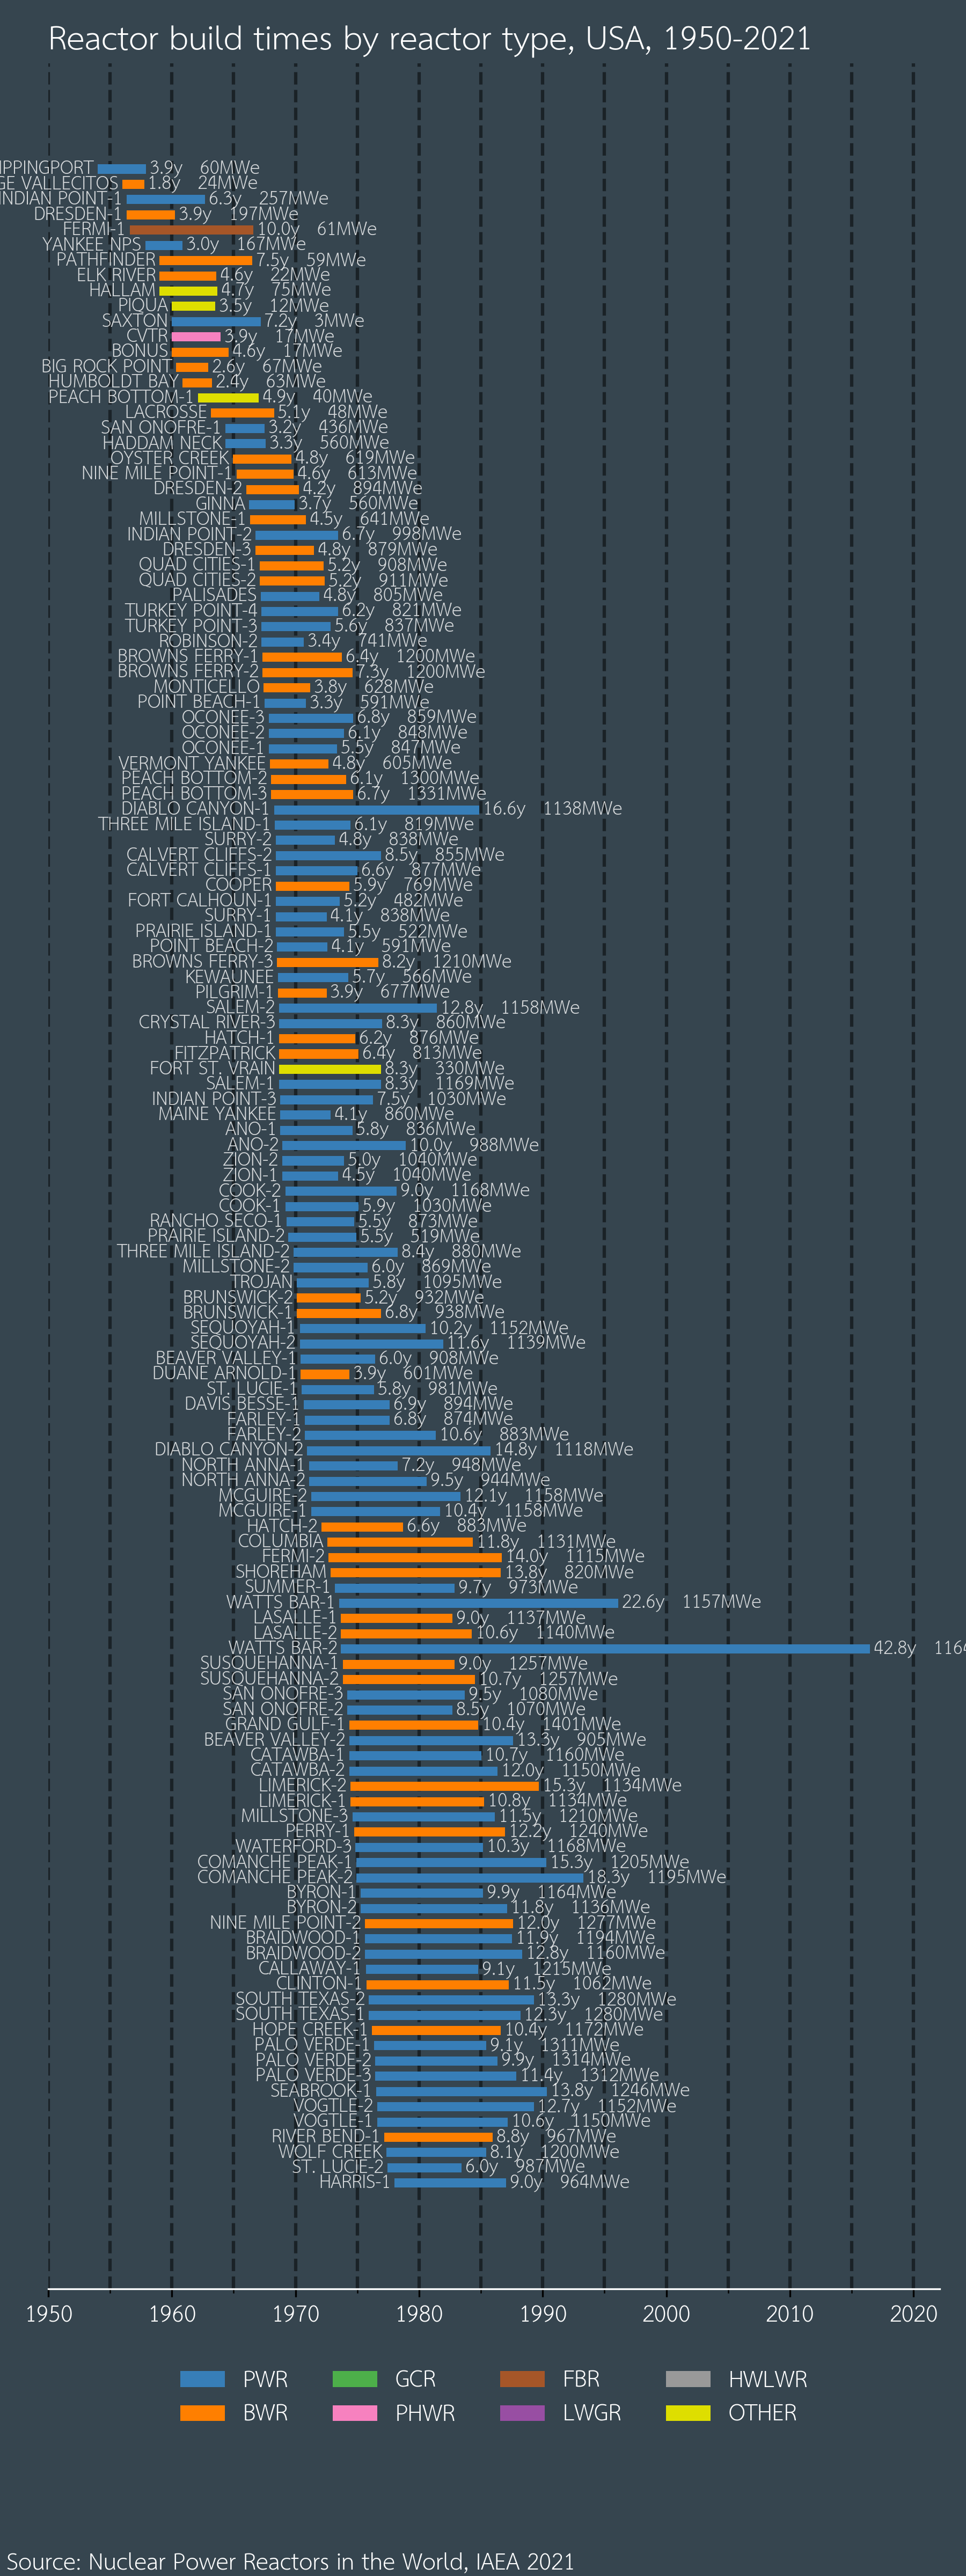 Reactor build times by reactor type, USA, 1950-2021
IPPINGPORT 3.9y 60MWe
GE VALLECITOS 1.8y 24MWe
INDIAN POINT-1 6.3y 257MWe
DRESDEN-1 3.9y 197MWe
FERMI-1 10.0y 61MWe
YANKEE NPS 3.0y 167MWe
PATHFINDER 7.5y 59MWe
ELK RIVER 4.6y 22MWe
HALLAM 4.7y 75MWe
PIQUA 3.5y 12MWe
SAXTON 7.2y 3MWe
CVTR 3.9y 17MWe
BONUS 4.6y 17MWe
BIG ROCK POINT 2.6y 67MWe
HUMBOLDT BAY 2.4y 63MWe
PEACH BOTTOM-1 4.9y 40MWe
LACROSSE 5.1y 48MWe
SAN ONOFRE-1 3.2y 436MWe
HADDAM NECK 3.3y 560MWe
OYSTER CREEK 4.8y 619MWe
NINE MILE POINT-1 4.6y 613MWe
DRESDEN-2 4.2y 894MWe
GINNA 3.7y 560MWe
MILLSTONE-1 4.5y 641MWe
INDIAN POINT-2 6.7y 998MWe
DRESDEN-3 4.8y 879MWe
QUAD CITIES-1 5.2y 908MWe
QUAD CITIES-2 5.2y 911MWe
PALISADES 4.8y 805MWe
TURKEY POINT-4 6.2y 821MWe
TURKEY POINT-3 5.6y 837MWe
ROBINSON-2 3.4y 741MWe
BROWNS FERRY-1 6.4y 1200MWe
BROWNS FERRY-2 7.3y 1200MWe
MONTICELLO 3.8y 628MWe
POINT BEACH-1 3.3y 591MWe
OCONEE-3 6.8y 859MWe
OCONEE-2 6.1y 848MWe
OCONEE-1 5.5y 847MWe
VERMONT YANKEE 4.8y 605MWe
PEACH BOTTOM-2 6.1y 1300MWe
PEACH BOTTOM-3 6.7y 1331MWe
DIABLO CANYON-1 16.6y 1138MWe
THREE MILE ISLAND-1 6.1y 819MWe
SURRY-2 4.8y 838MWe
CALVERT CLIFFS-2 8.5y 855MWe
CALVERT CLIFFS-1 6.6y 877MWe
COOPER 5.9y 769MWe
FORT CALHOUN-1 5.2y 482MWe
SURRY-1 4.1y 838MWe
PRAIRIE ISLAND-1 5.5y 522MWe
POINT BEACH-2 4.1y 591MWe
BROWNS FERRY-3 8.2y 1210MWe
KEWAUNEE 5.7y 566MWe
PILGRIM-1 3.9y 677MWe
SALEM-2 12.8y 1158MWe
CRYSTAL RIVER-3 8.3y 860MWe
HATCH-1 6.2y 876MWe
FITZPATRICK 6.4y 813MWe
FORT ST. VRAIN 8.3y 330MWe
SALEM-1 8.3y 1169MWe
INDIAN POINT-3 7.5y 1030MWe
MAINE YANKEE 4.1y 860MWe
ANO-1 5.8y 836MWe
ANO-2 10.0y 988MWe
ZION-2 5.0y 1040MWe
ZION-1 4.5y 1040MWe
COOK-2 9.0y 1168MWe
COOK-1 5.9y 1030MWe
RANCHO SECO-1 5.5y 873MWe
PRAIRIE ISLAND-2 5.5y 519MWe
THREE MILE ISLAND-2 8.4y 880MWe
MILLSTONE-2 6.0y 869MWe
TROJAN 5.8y 1095MWe
BRUNSWICK-2 5.2y 932MWe
BRUNSWICK-1 6.8y 938MWe
SEQUOYAH-1 10.2y 1152MWe
SEQUOYAH-2 11.6y 1139MWe
BEAVER VALLEY-1 6.0y 908MWe
DUANE ARNOLD-1 3.9y 601MWe
ST. LUCIE-1 5.8y 981MWe
DAVIS BESSE-1 6.9y 894MWe
FARLEY-1 6.8y 874MWe
FARLEY-2 10.6y 883MWe
DIABLO CANYON-2 14.8y 1118MWe
NORTH ANNA-1 7.2y 948MWe
NORTH ANNA-2 9.5y 944MWe
MCGUIRE-2 12.1y 1158MWe
MCGUIRE-1 10.4y 1158MWe
HATCH-2 6.6y 883MWe
COLUMBIA 11.8y 1131MWe
FERMI-2 14.0y 1115MWe
SHOREHAM 13.8y 820MWe
SUMMER-1 9.7y 973MWe
WATTS BAR-1 22.6y 1157MWe
LASALLE-1 9.0y 1137MWe
LASALLE-2 10.6y 1140MWe
WATTS BAR-2 42.8y 1164
SUSQUEHANNA-1 9.0y 1257MWe
SUSQUEHANNA-2 10.7y 1257MWe
SAN ONOFRE-3 9.5y 1080MWe
SAN ONOFRE-2 8.5y 1070MWe
GRAND GULF-1 10.4y 1401MWe
BEAVER VALLEY-2 13.3y 905MWe
CATAWBA-1 10.7y 1160MWe
CATAWBA-2 12.0y 1150MWe
LIMERICK-2 15.3y 1134MWe
LIMERICK-1 10.8y 1134MWe
MILLSTONE-3 11.5y 1210MWe
PERRY-1 12.2y 1240MWe
WATERFORD-3 10.3y 1168MWe
COMANCHE PEAK-1 15.3y 1205MWe
COMANCHE PEAK-2 18.3y 1195MWe
BYRON-1 9.9y 1164MWe
BYRON-2 11.8y 1136MWe
NINE MILE POINT-2 12.0y 1277MWe
BRAIDWOOD-1 11.9y 1194MWe
BRAIDWOOD-2 12.8y 1160MWe
CALLAWAY-1 9.1y 1215MWe
CLINTON-1 11.5y 1062MWe
SOUTH TEXAS-2 13.3y 1280MWe
SOUTH TEXAS-1 12.3y 1280MWe
HOPE CREEK-1 10.4y 1172MWe
PALO VERDE-1 9.1y 1311MWe
PALO VERDE-2 9.9y 1314MWe
PALO VERDE-3 11.4y 1312MWe
SEABROOK-1 13.8y 1246MWe
VOGTLE-2 12.7y 1152MWe
VOGTLE-1 10.6y 1150MWe
RIVER BEND-1 8.8y 967MWe
WOLF CREEK 8.1y 1200MWe
ST. LUCIE-2 6.0y 987MWe
HARRIS-1 9.0y 964MWe
1950 1960 1970 1980 1990 2000 2010 2020
PWR GCR FBR HWLWR
BWR PHWR LWGR OTHER
Source: Nuclear Power Reactors in the World, IAEA 2021